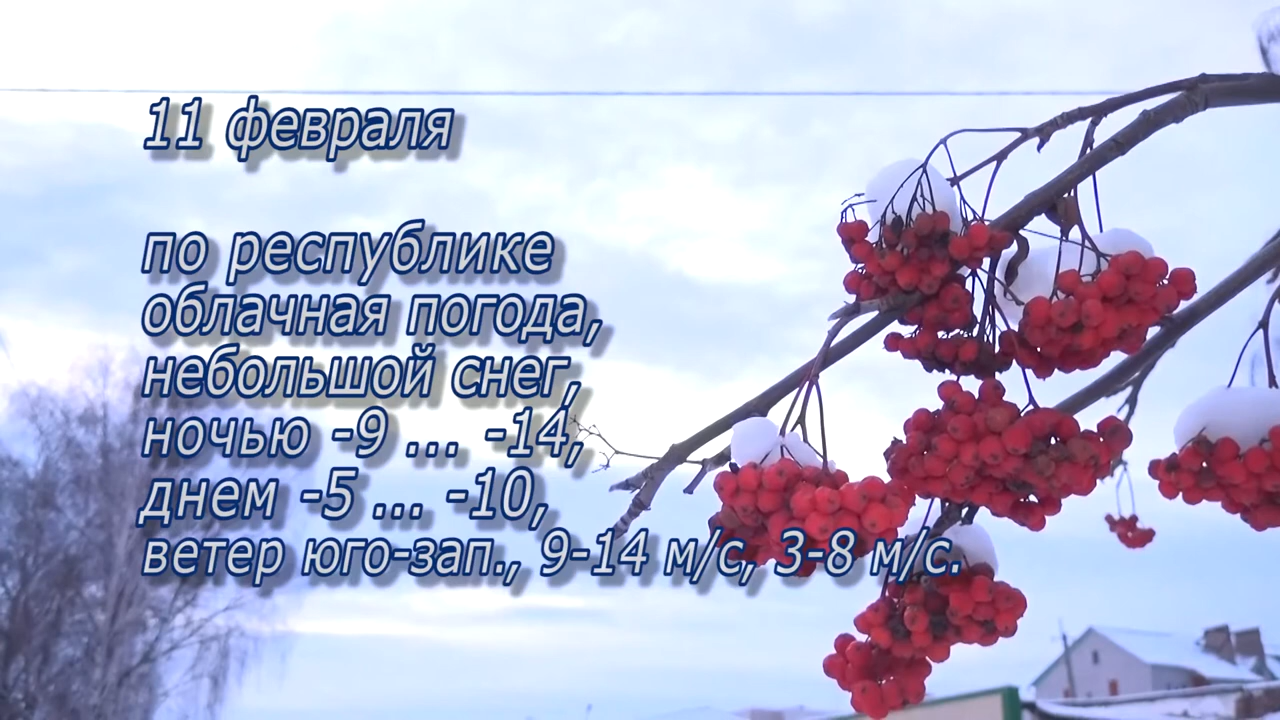 11 февраля
по республике
облачная погода,
небольшой снег,
ночью -9 ... -14,
днем -5 ... -10,
ветер юго-зап., 9-14 м/с, 3-8 м/с.